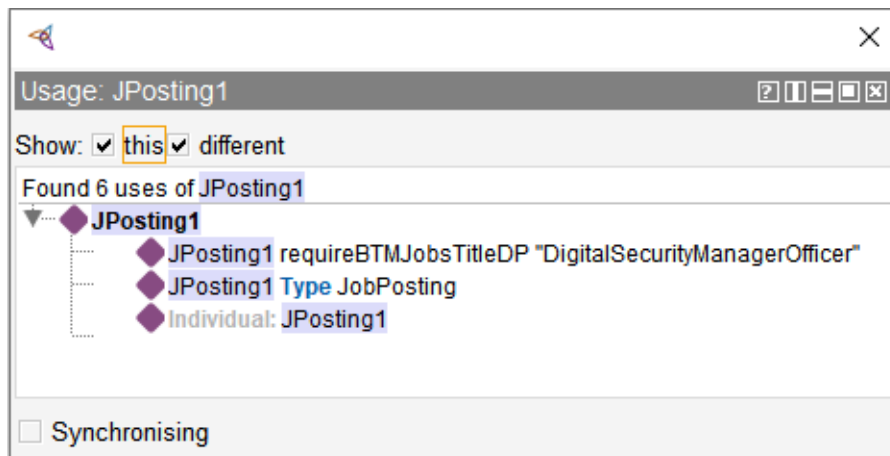 Usage: JPosting1
Show: this different
Found 6 uses of JPosting1
JPosting1
JPosting1 requireBTMJobsTitleDP "DigitalSecurityManagerOfficer"
JPosting1 Type JobPosting
Individual: JPosting1
Synchronising